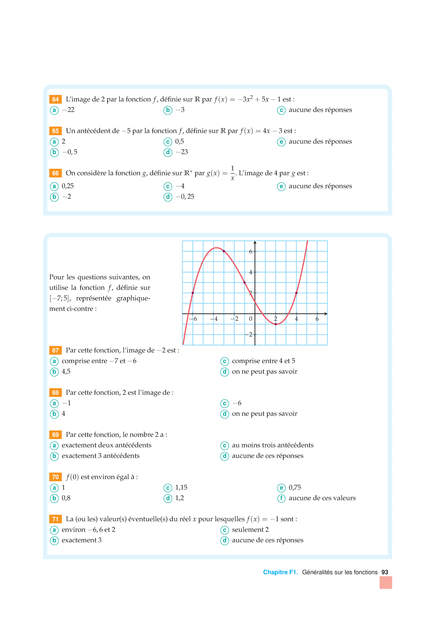 64 L'image de 2 par la fonction f, définie sur ℝ par f(x) = −3x² + 5x − 1 est :
a −22 b −3 c aucune des réponses
65 Un antécédent de −5 par la fonction f, définie sur ℝ par f(x) = 4x − 3 est :
a 2 c 0,5 e aucune des réponses
b −0,5 d −23
66 On considère la fonction g, définie sur ℝ* par g(x) = 1/x. L'image de 4 par g est :
a 0,25 c −4 e aucune des réponses
b −2 d −0,25
Pour les questions suivantes, on
utilise la fonction f, définie sur
[−7;5], représentée graphique-
ment ci-contre :
6
4
2
−6 −4 −2 0 2 4 6
−2
67 Par cette fonction, l'image de −2 est :
a comprise entre −7 et −6 c comprise entre 4 et 5
b 4,5 d on ne peut pas savoir
68 Par cette fonction, 2 est l'image de :
a −1 c −6
b 4 d on ne peut pas savoir
69 Par cette fonction, le nombre 2 a :
a exactement deux antécédents c au moins trois antécédents
b exactement 3 antécédents d aucune de ces réponses
70 f(0) est environ égal à :
a 1 c 1,15 e 0,75
b 0,8 d 1,2 f aucune de ces valeurs
71 La (ou les) valeur(s) éventuelle(s) du réel x pour lesquelles f(x) = −1 sont :
a environ −6,6 et 2 c seulement 2
b exactement 3 d aucune de ces réponses
Chapitre F1. Généralités sur les fonctions 93